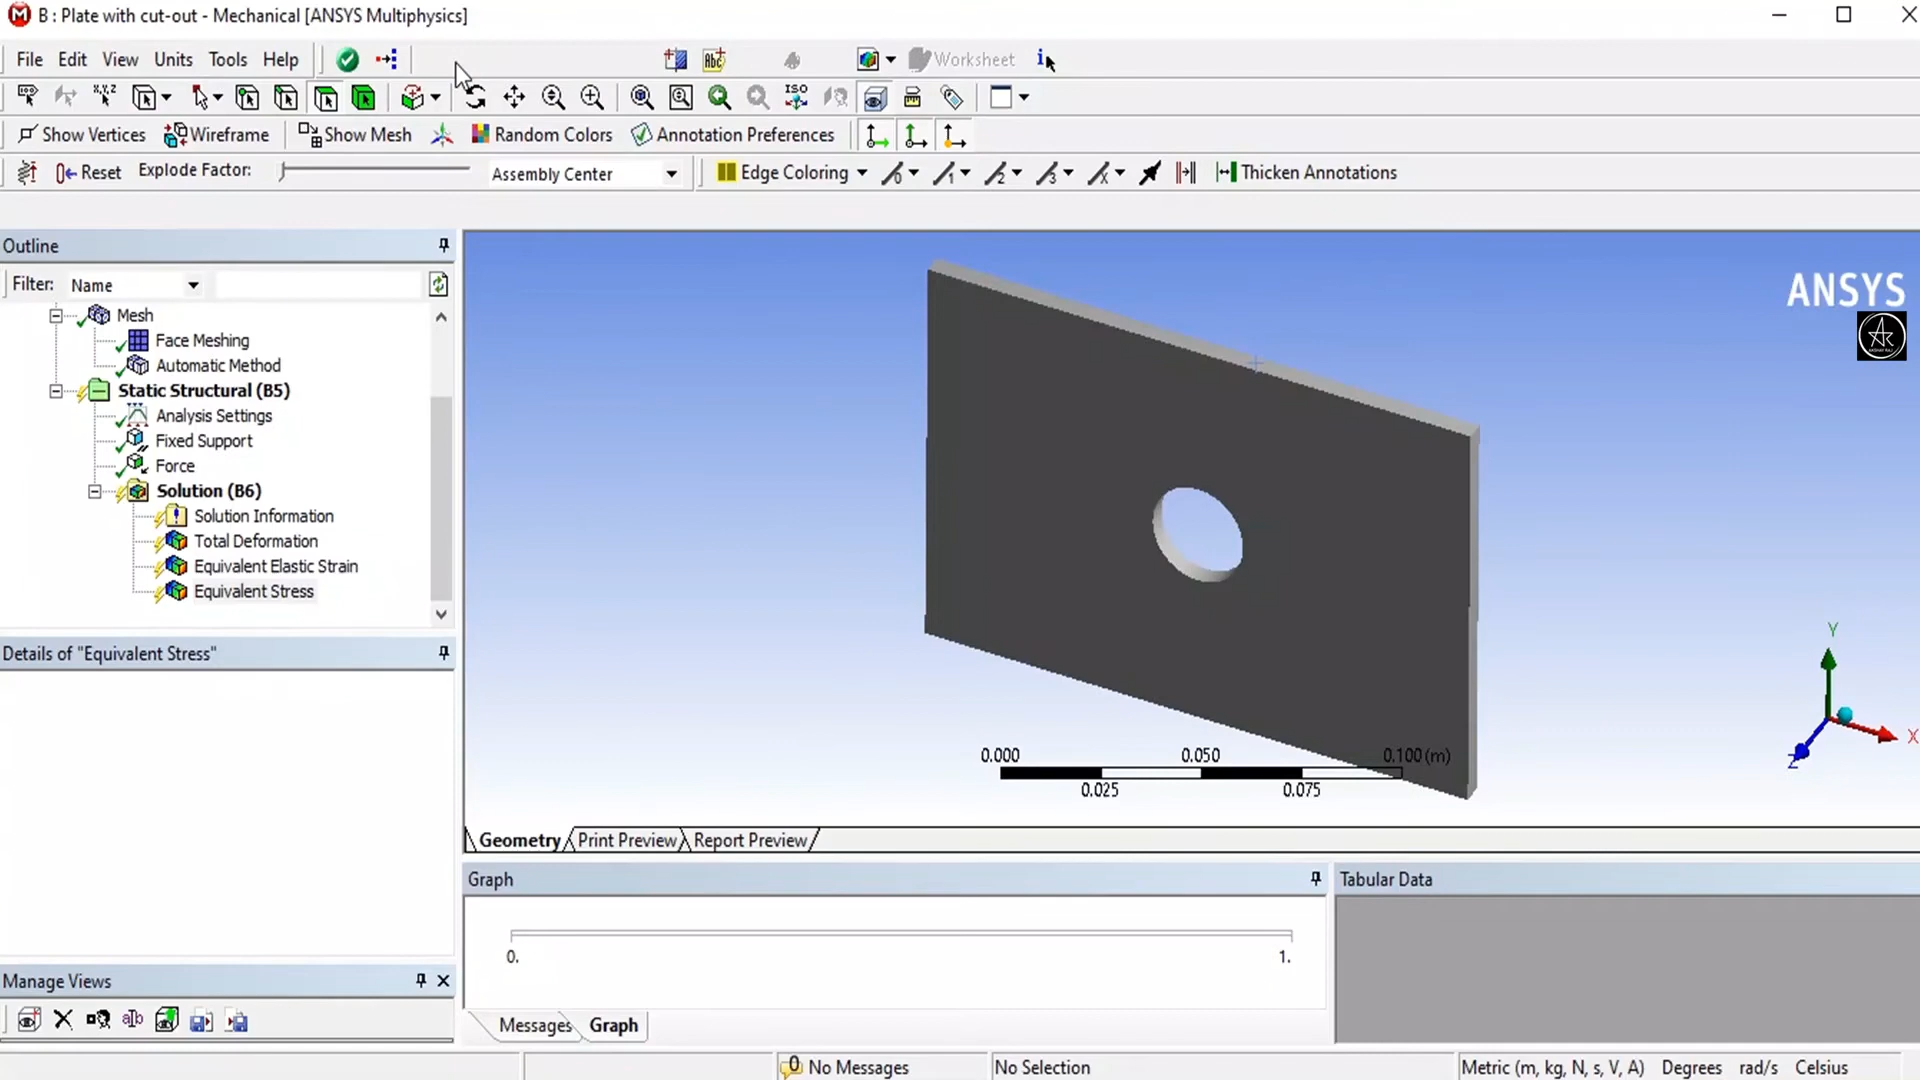 B : Plate with cut-out - Mechanical [ANSYS Multiphysics]
File Edit View Units Tools Help Worksheet
Show Vertices Wireframe Show Mesh Random Colors Annotation Preferences
Reset Explode Factor: Assembly Center Edge Coloring Thicken Annotations
Outline
Filter: Name
Mesh
Face Meshing
Automatic Method
Static Structural (B5)
Analysis Settings
Fixed Support
Force
Solution (B6)
Solution Information
Total Deformation
Equivalent Elastic Strain
Equivalent Stress
Details of "Equivalent Stress"
Manage Views
ANSYS
Y
X
Z
0.000 0.050 0.100 (m)
0.025 0.075
Geometry Print Preview Report Preview
Graph
0. 1.
Messages Graph
Tabular Data
0 No Messages No Selection Metric (m, kg, N, s, V, A) Degrees rad/s Celsius